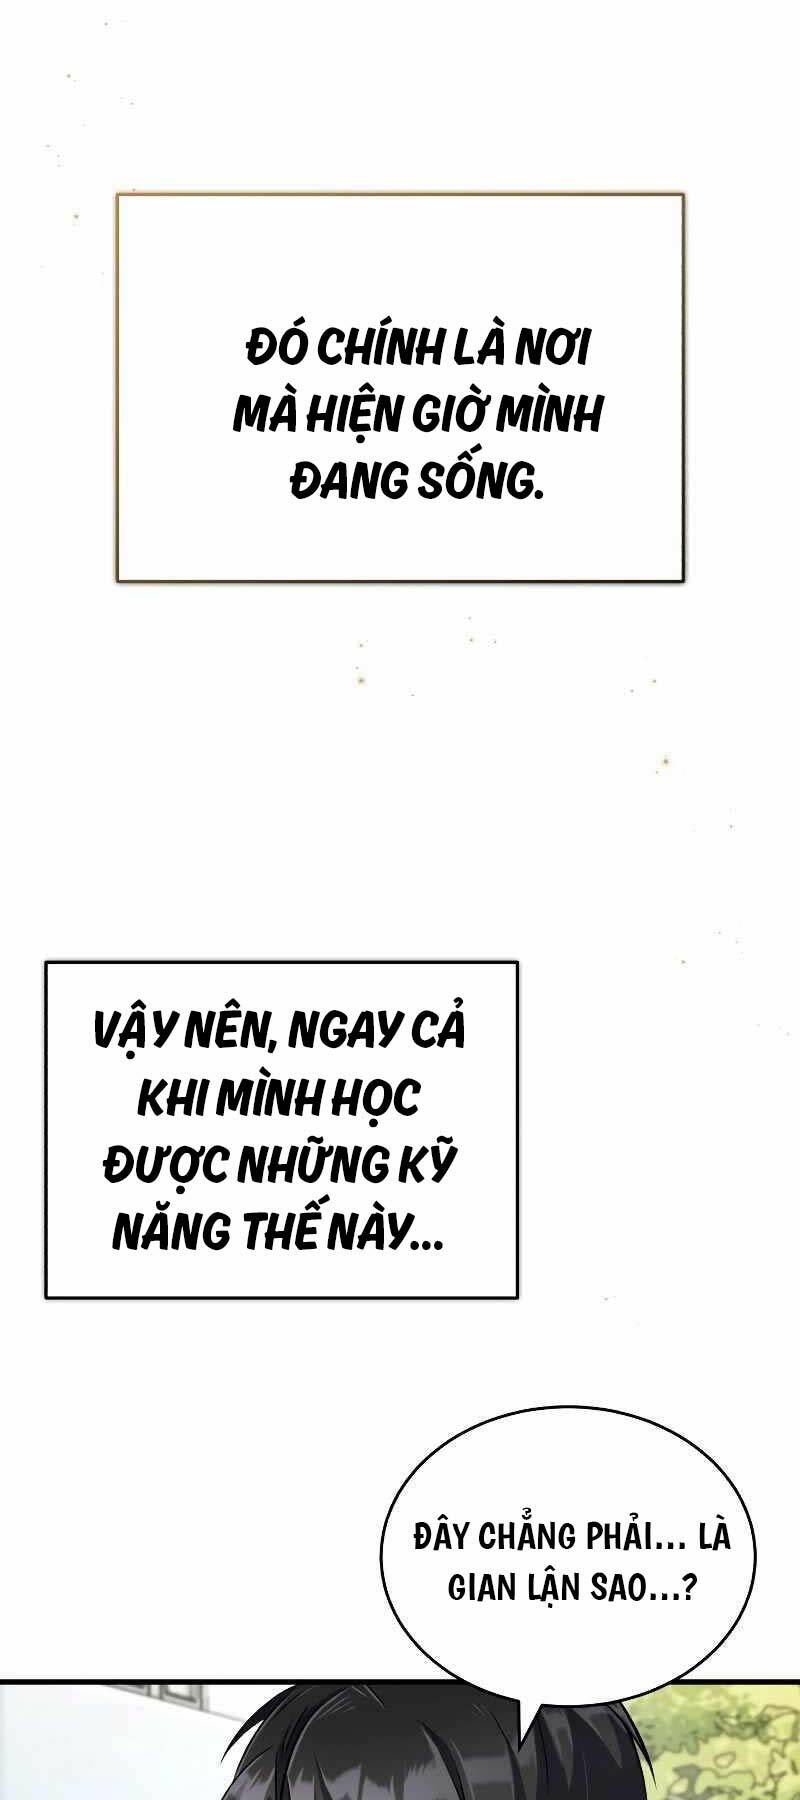 ĐÓ CHÍNH LÀ NƠI
MÀ HIỆN GIỜ MÌNH
ĐANG SỐNG.
VẬY NÊN, NGAY CẢ
KHI MÌNH HỌC
ĐƯỢC NHỮNG KỸ
NĂNG THẾ NÀY...
ĐÂY CHẲNG PHẢI... LÀ
GIAN LẬN SAO...?